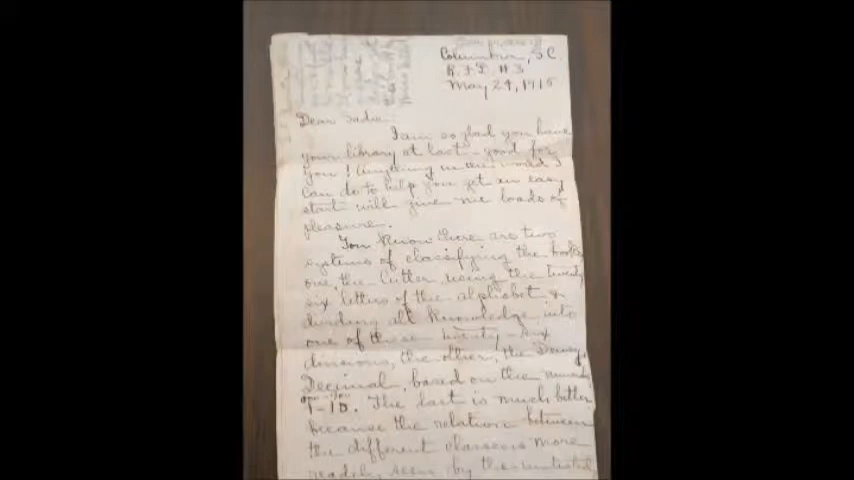 Columbia, SC
R.F.D. #3
May 24, 1915
Dear Sadie
I am so glad you have
your library at last - good for
you! Anything in the world I
can do to help you get an easy
start will give me loads of
pleasure.
You know there are two
systems of classifying the books
one, the Cutter using the twenty
six letters of the alphabet &
dividing all knowledge into
one of these twenty-six
divisions, the other, the Dewey
Decimal, based on the
1-10. The last is much better
because the relation between
the different classes is more
readily seen by the